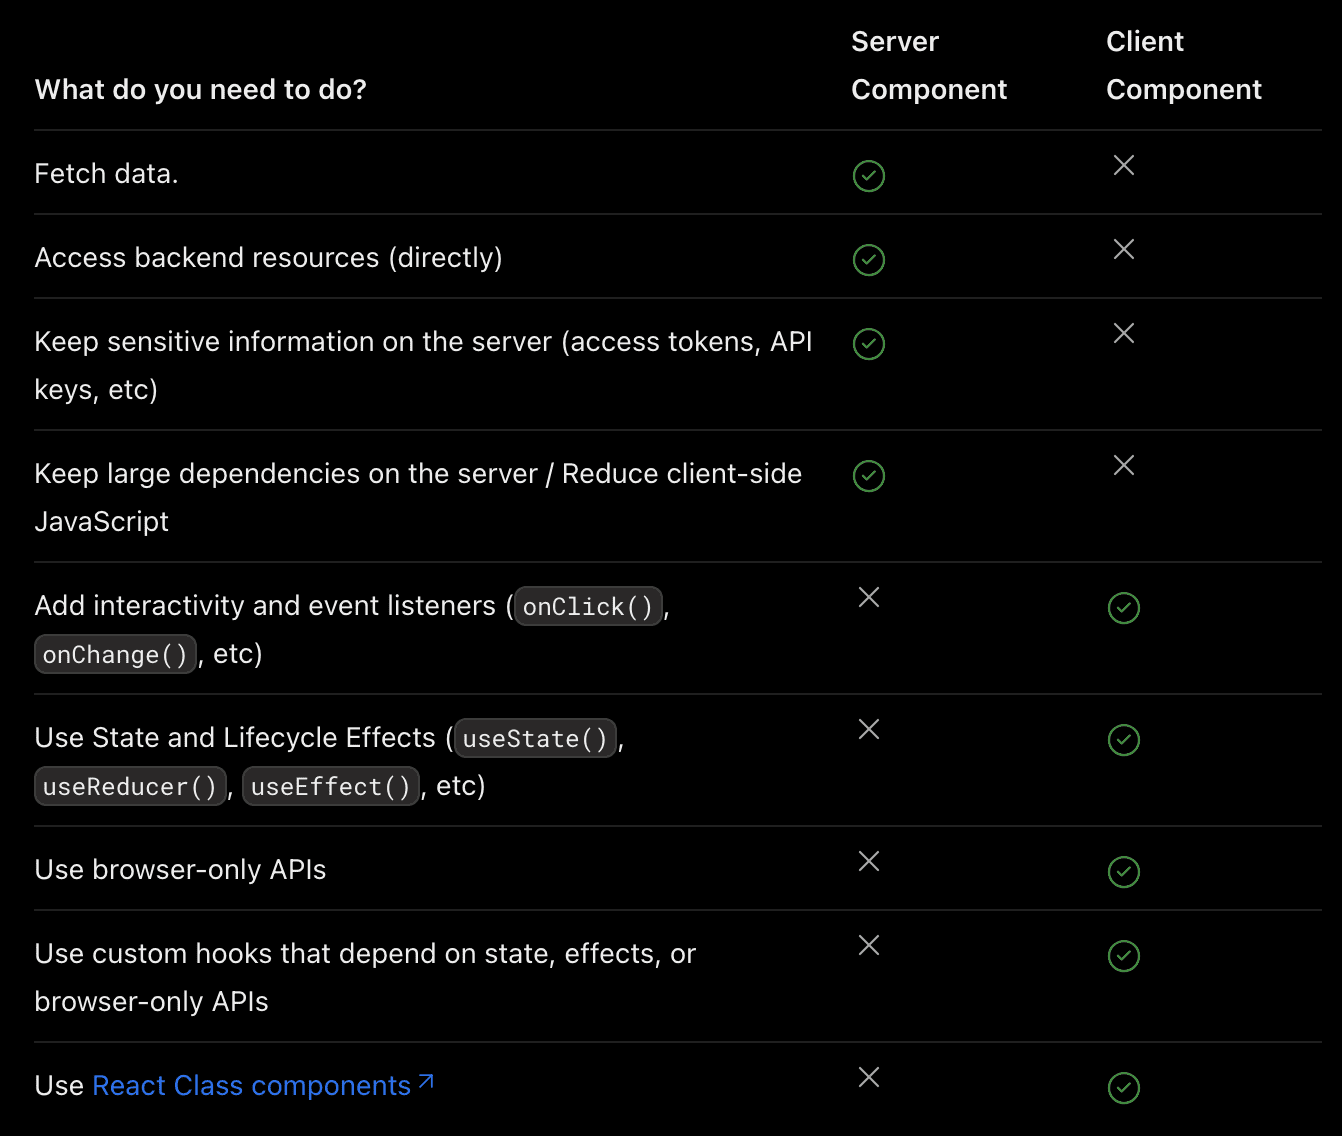 Server
Component
Client
Component
What do you need to do?
Fetch data.
Access backend resources (directly)
Keep sensitive information on the server (access tokens, API
keys, etc)
Keep large dependencies on the server / Reduce client-side
JavaScript
Add interactivity and event listeners (onClick(),
onChange(), etc)
Use State and Lifecycle Effects (useState(),
useReducer(), useEffect(), etc)
Use browser-only APIs
Use custom hooks that depend on state, effects, or
browser-only APIs
Use React Class components